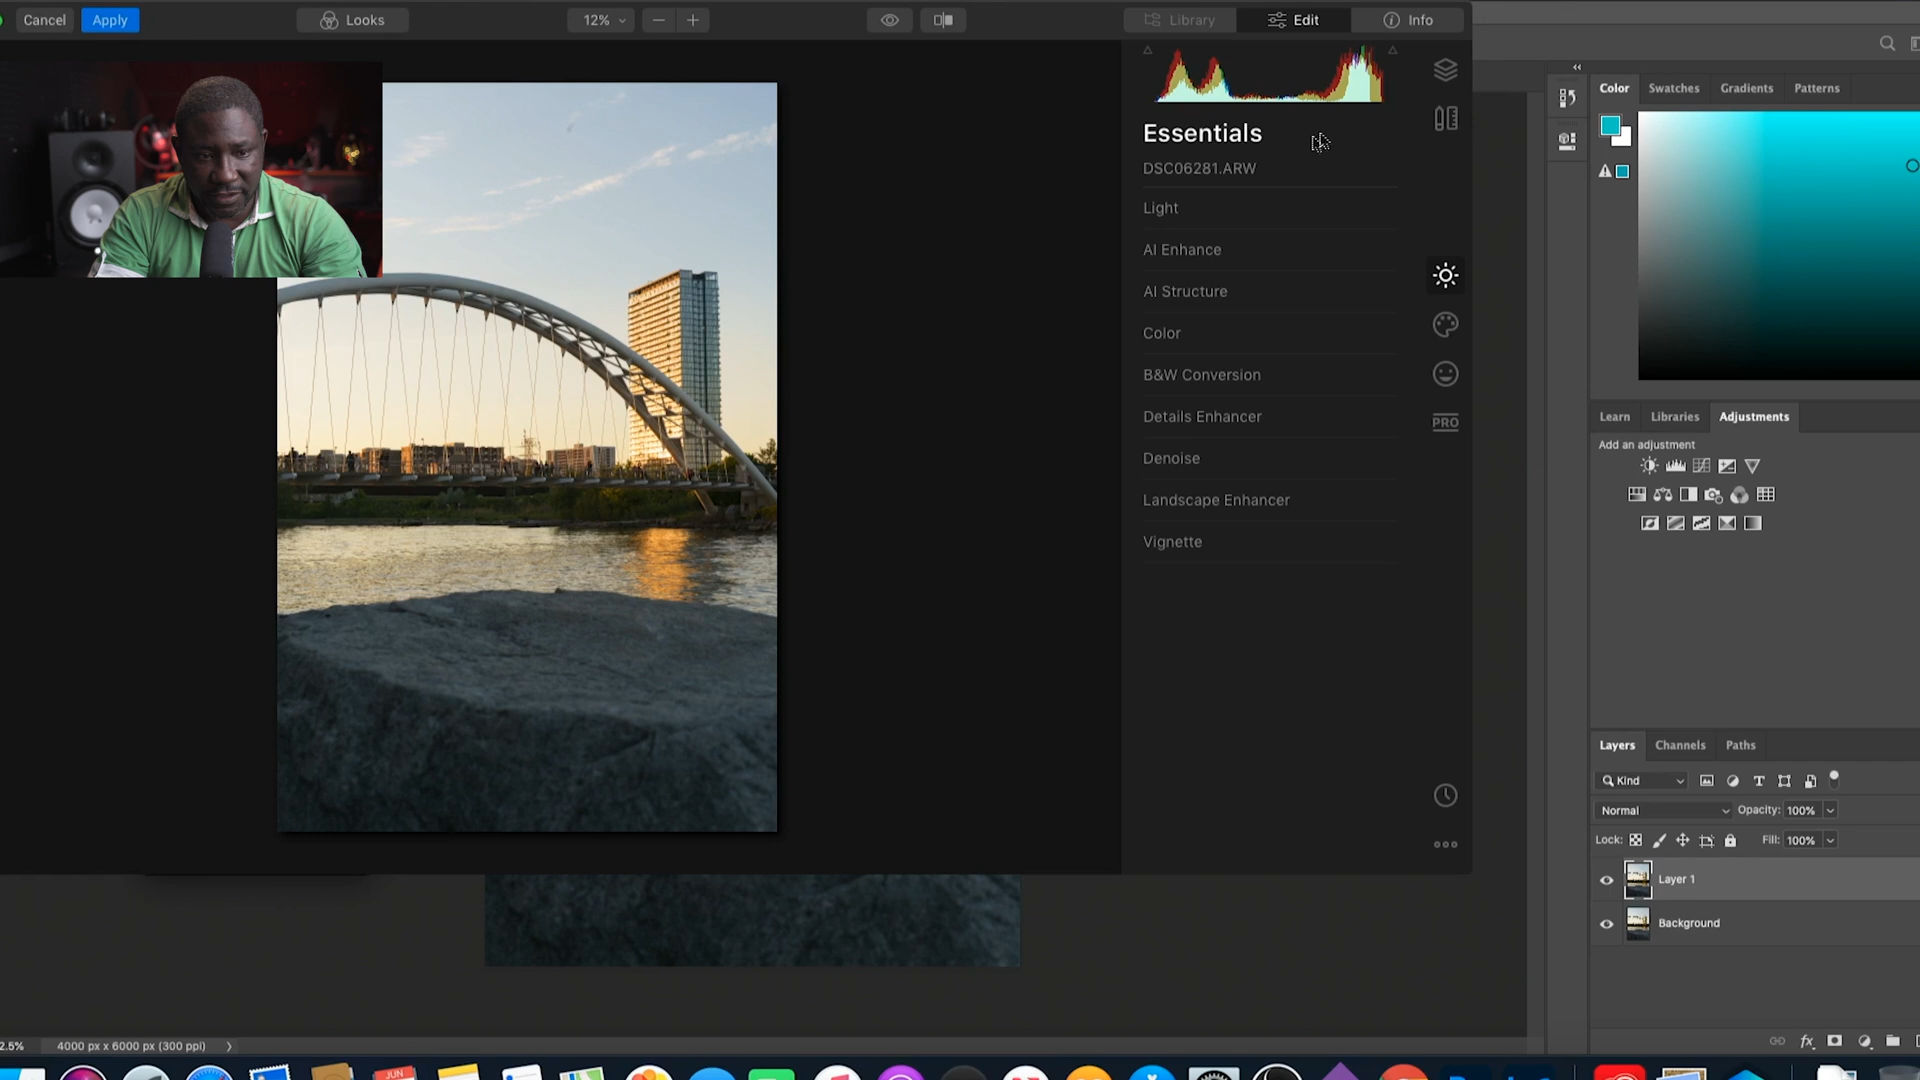 Cancel
Apply
Looks
12%
Library
Edit
Info
Essentials
DSC06281.ARW
Light
AI Enhance
AI Structure
Color
B&W Conversion
Details Enhancer
Denoise
Landscape Enhancer
Vignette
PRO
Color
Swatches
Gradients
Patterns
Learn
Libraries
Adjustments
Add an adjustment
Layers
Channels
Paths
Kind
Normal
Opacity: 100%
Lock:
Fill: 100%
Layer 1
Background
fx
2.5%
4000 px x 6000 px (300 ppi)
JUN